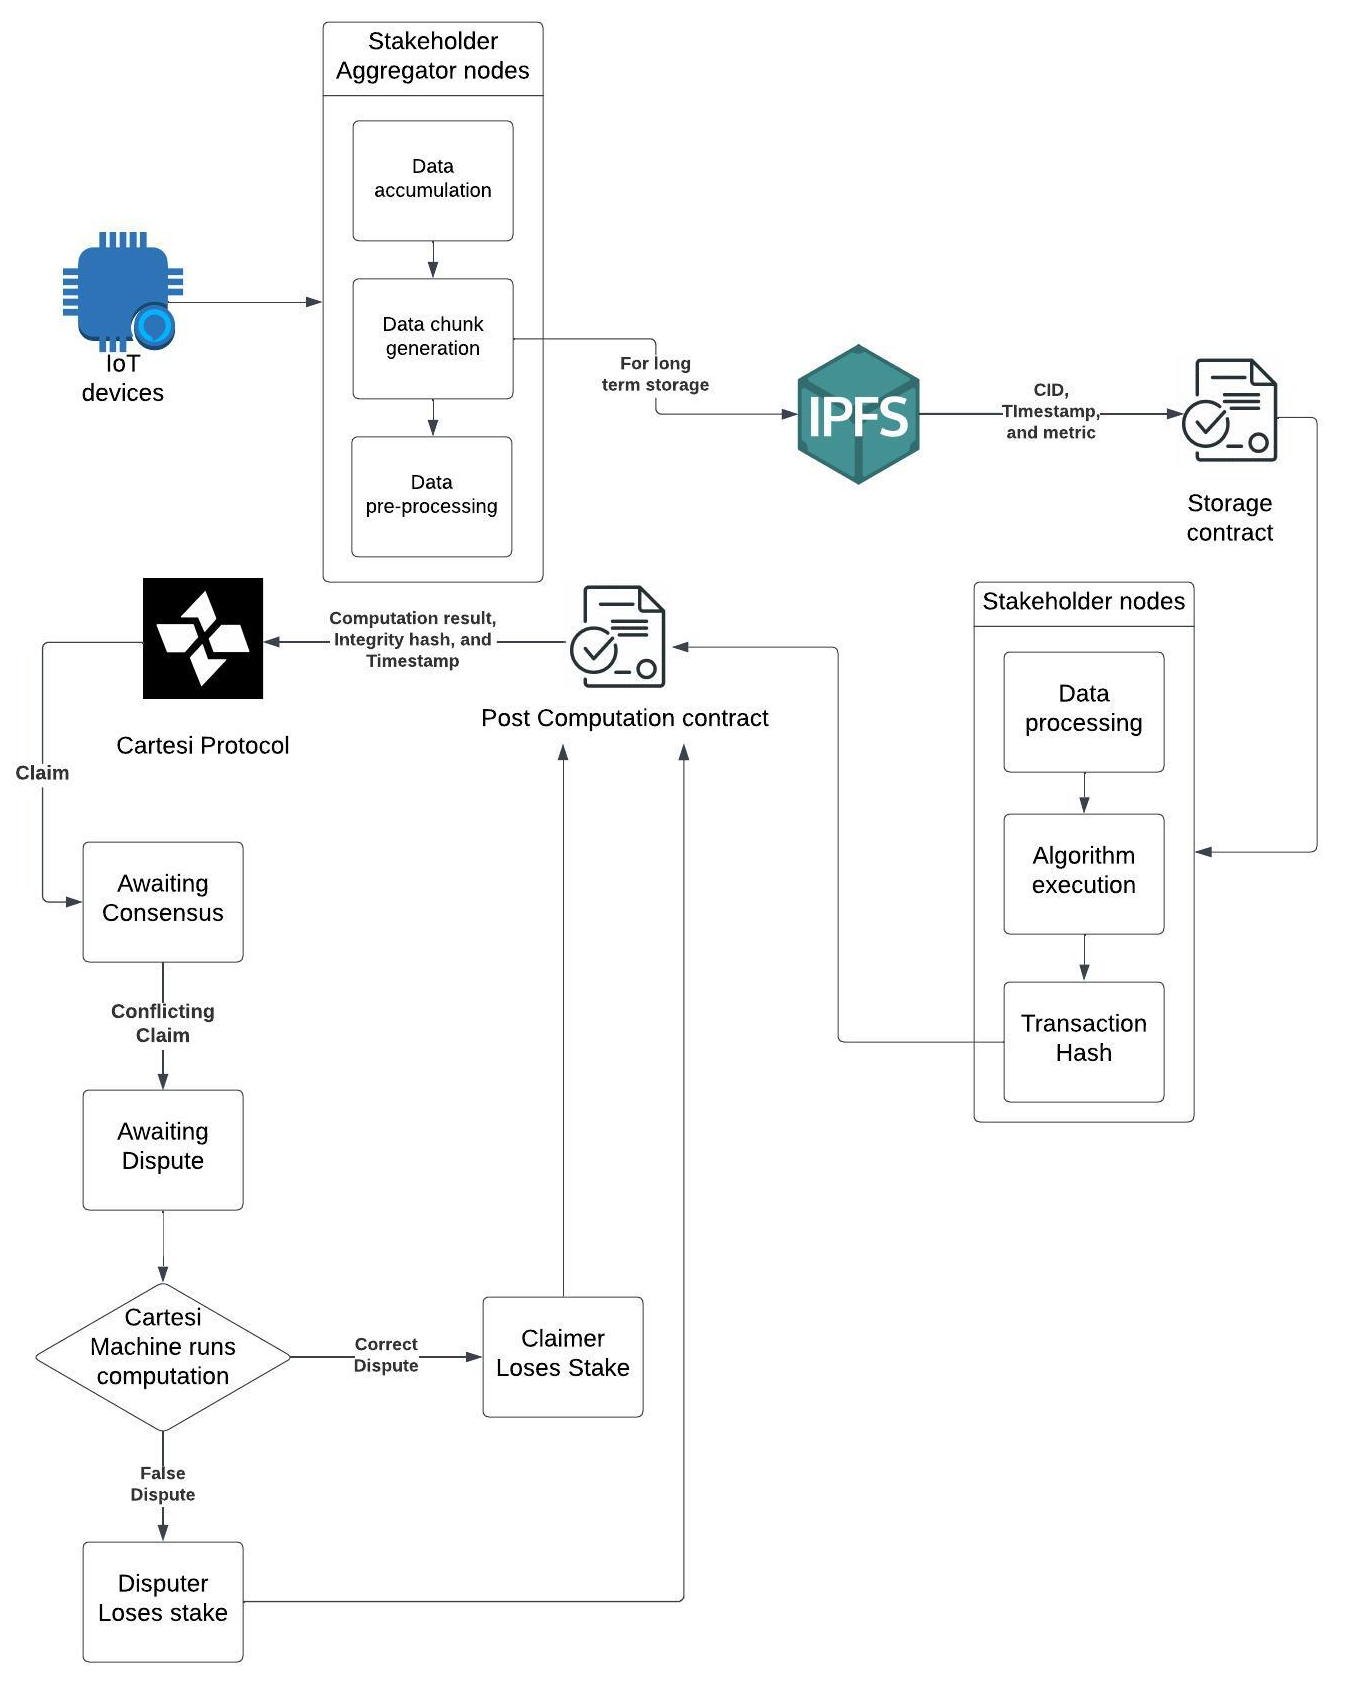 Stakeholder
Aggregator nodes
Data
accumulation
Data chunk
generation
Data
pre-processing
IoT
devices
For long
term storage
IPFS
CID,
TImestamp,
and metric
Storage
contract
Stakeholder nodes
Data
processing
Algorithm
execution
Transaction
Hash
Post Computation contract
Computation result,
Integrity hash, and
Timestamp
Cartesi Protocol
Claim
Awaiting
Consensus
Conflicting
Claim
Awaiting
Dispute
Cartesi
Machine runs
computation
Correct
Dispute
Claimer
Loses Stake
False
Dispute
Disputer
Loses stake